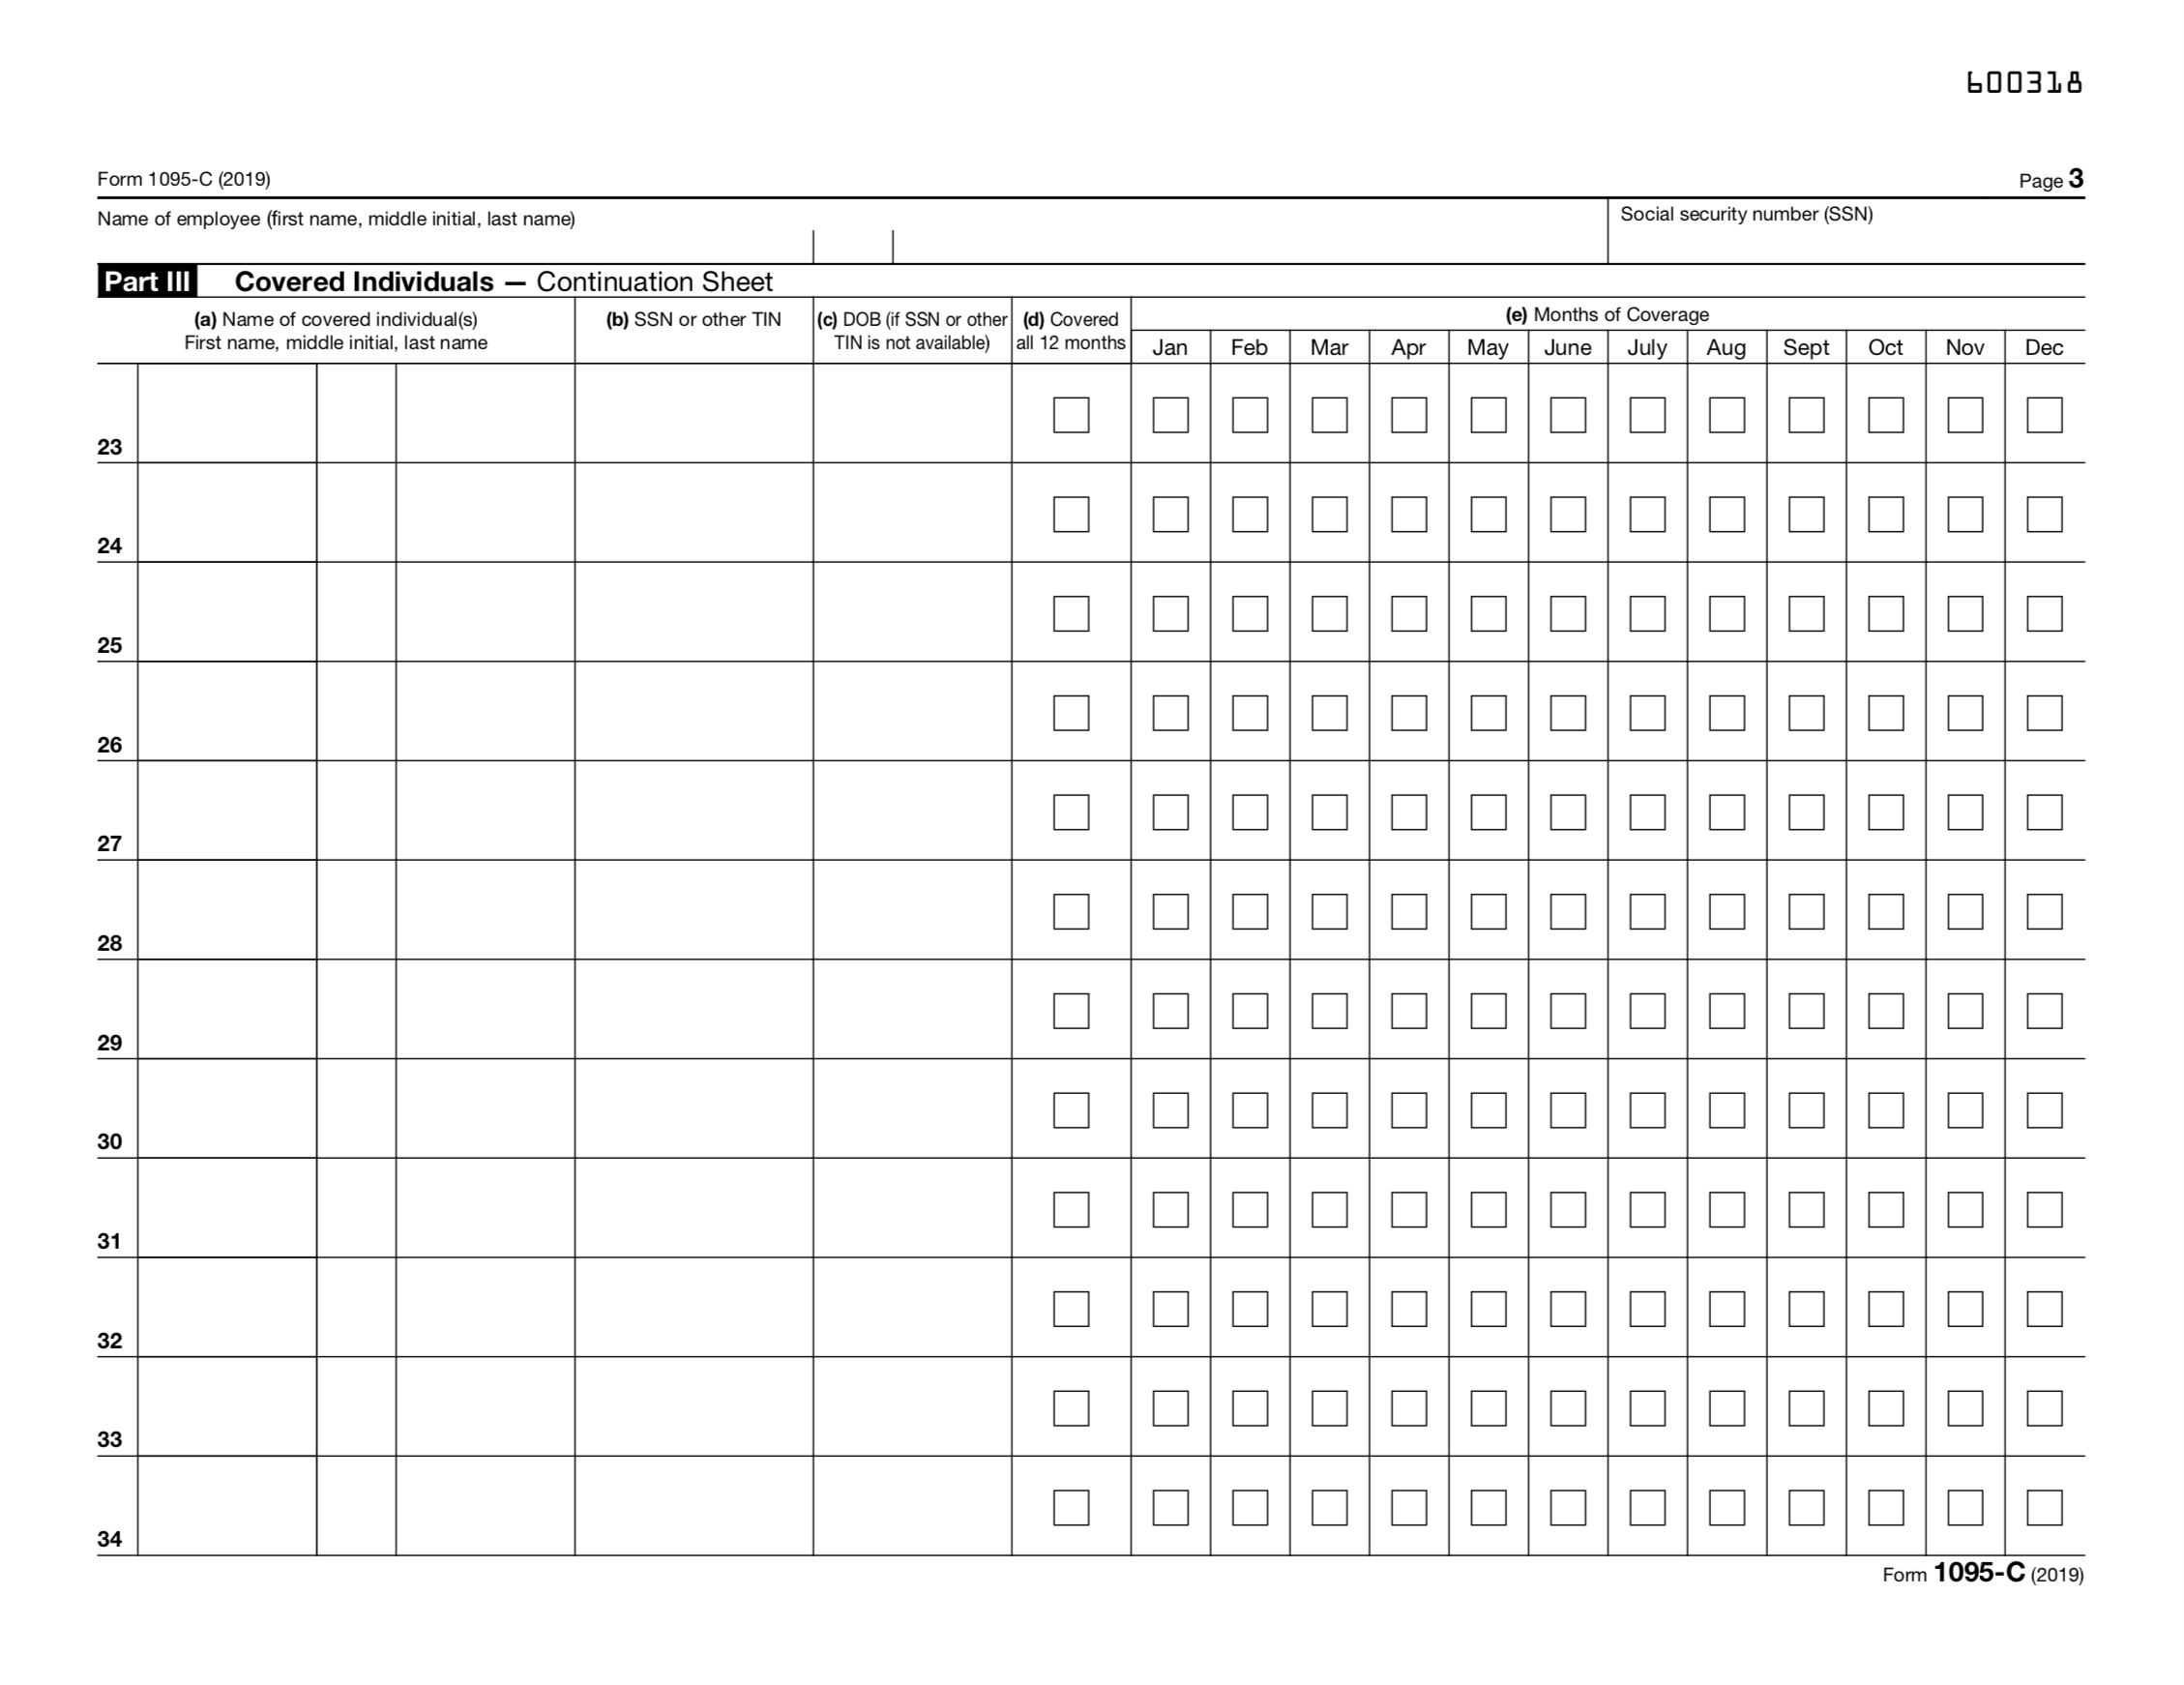 600318
Form 1095-C (2019) Page 3
Name of employee (first name, middle initial, last name) Social security number (SSN)
Part III Covered Individuals — Continuation Sheet
(a) Name of covered individual(s)
First name, middle initial, last name
(b) SSN or other TIN
(c) DOB (if SSN or other
TIN is not available)
(d) Covered
all 12 months
(e) Months of Coverage
Jan Feb Mar Apr May June July Aug Sept Oct Nov Dec
23
24
25
26
27
28
29
30
31
32
33
34
Form 1095-C (2019)